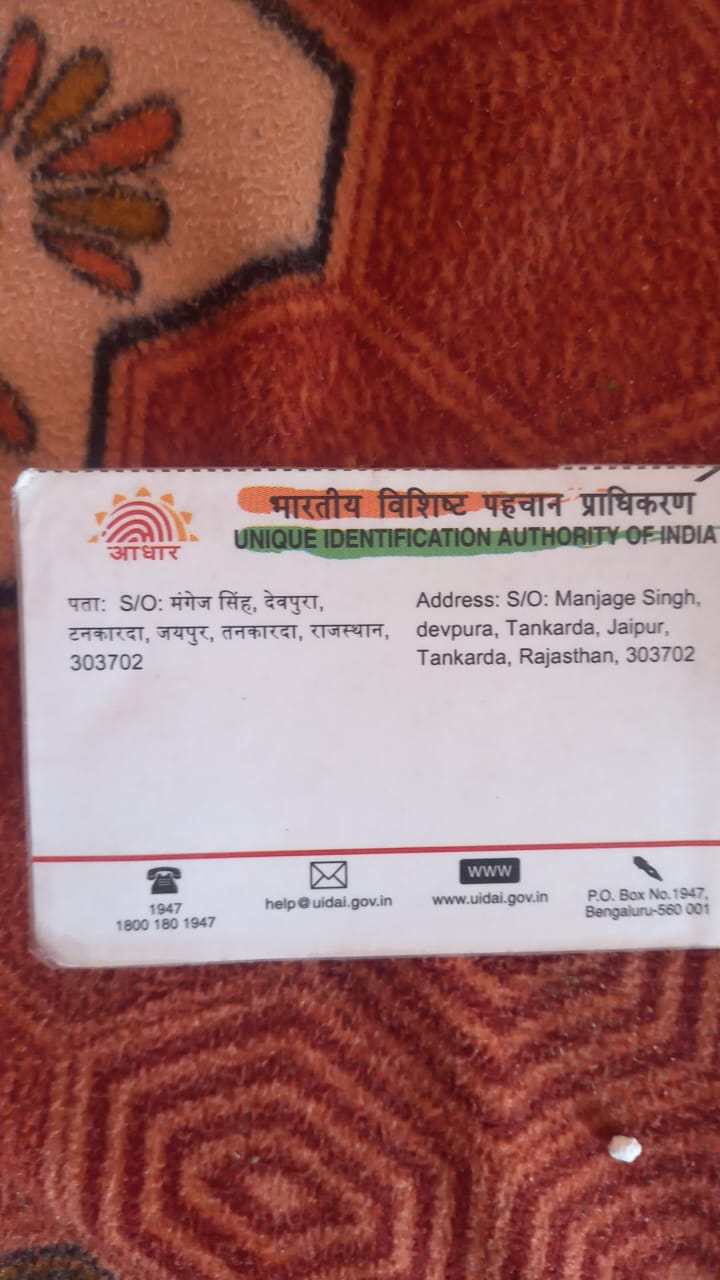 आधार
भारतीय विशिष्ट पहचान प्राधिकरण
UNIQUE IDENTIFICATION AUTHORITY OF INDIA
पता: S/O: मंगेज सिंह, देवपुरा,
टनकारदा, जयपुर, तनकारदा, राजस्थान,
303702
Address: S/O: Manjage Singh,
devpura, Tankarda, Jaipur,
Tankarda, Rajasthan, 303702
1947
1800 180 1947
help@uidai.gov.in
www
www.uidai.gov.in
P.O. Box No.1947,
Bengaluru-560 001